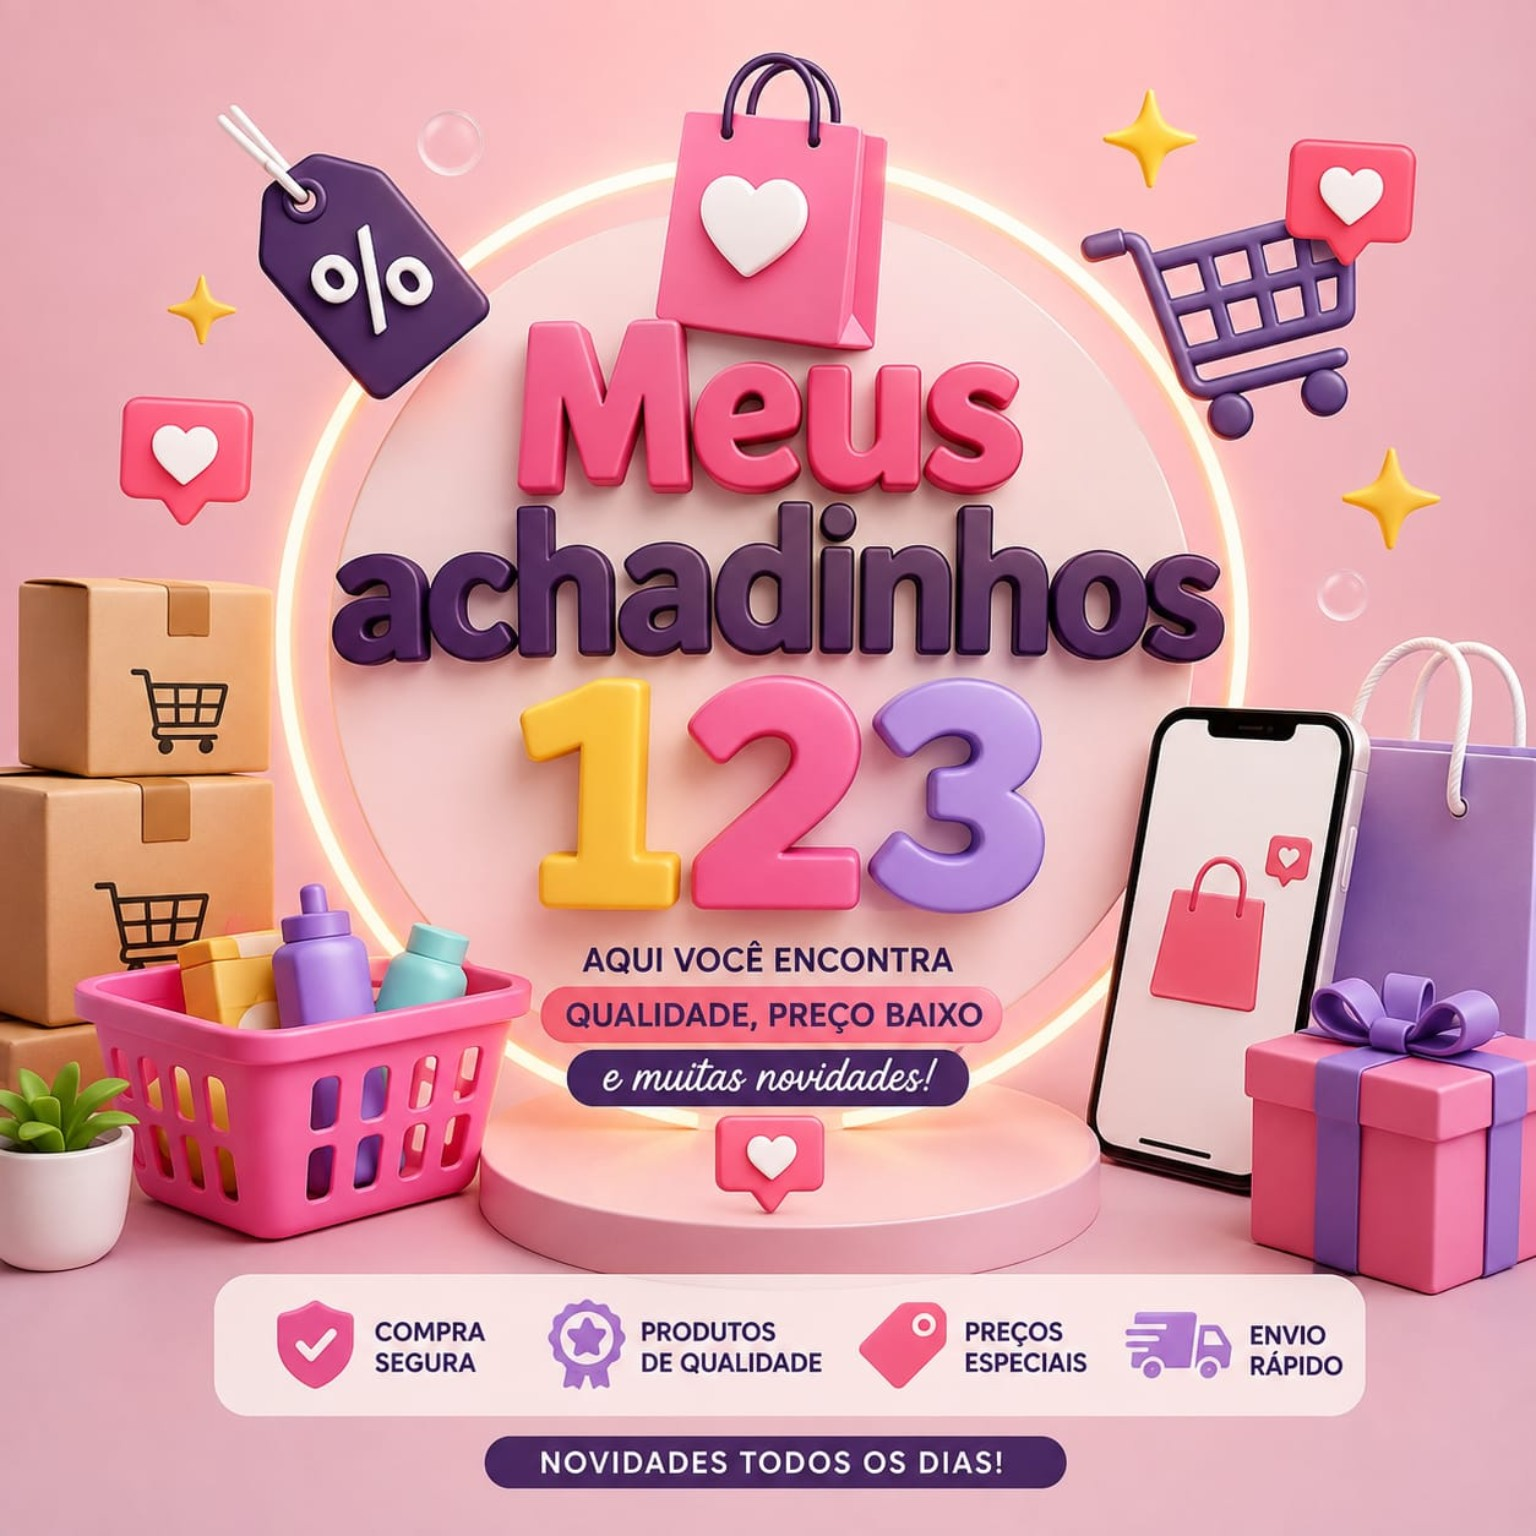 %
Meus
achadinhos
123
AQUI VOCÊ ENCONTRA
QUALIDADE, PREÇO BAIXO
e muitas novidades!
COMPRA
SEGURA
PRODUTOS
DE QUALIDADE
PREÇOS
ESPECIAIS
ENVIO
RÁPIDO
NOVIDADES TODOS OS DIAS!